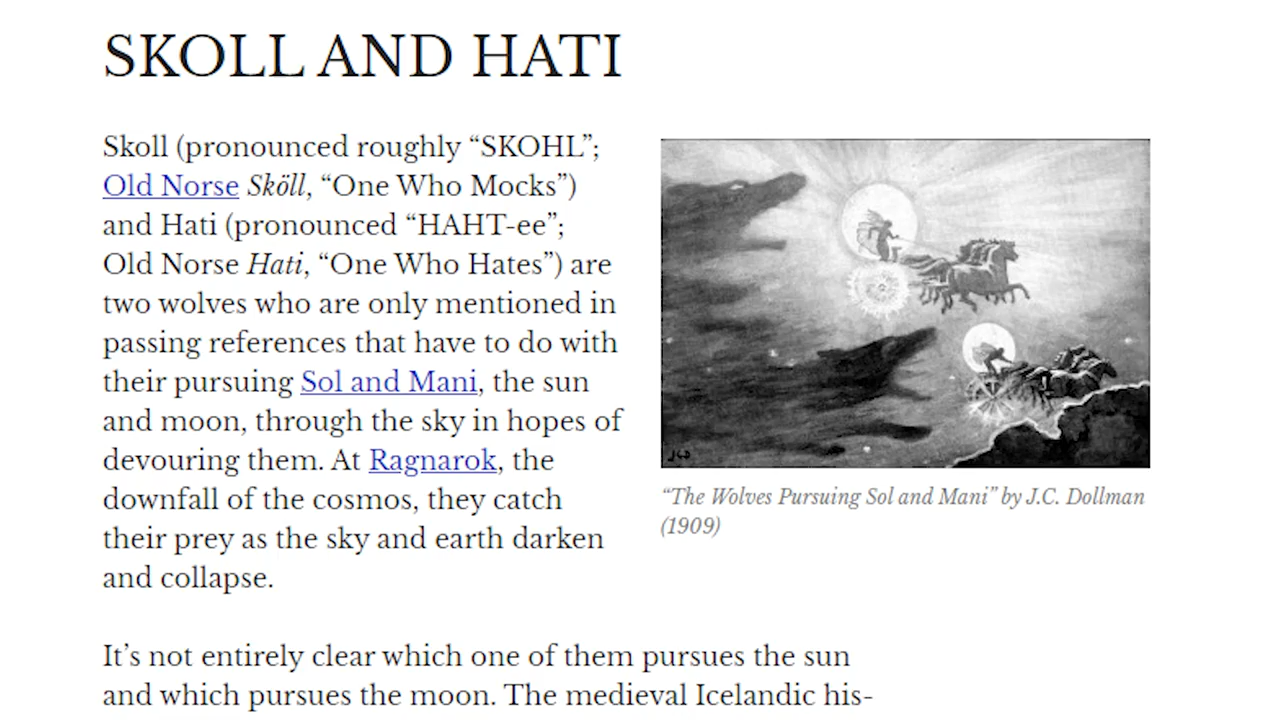 SKOLL AND HATI
Skoll (pronounced roughly “SKOHL”;
Old Norse Sköll, “One Who Mocks”)
and Hati (pronounced “HAHT-ee”;
Old Norse Hati, “One Who Hates”) are
two wolves who are only mentioned in
passing references that have to do with
their pursuing Sol and Mani, the sun
and moon, through the sky in hopes of
devouring them. At Ragnarok, the
downfall of the cosmos, they catch
their prey as the sky and earth darken
and collapse.
JCD
“The Wolves Pursuing Sol and Mani” by J.C. Dollman
(1909)
It’s not entirely clear which one of them pursues the sun
and which pursues the moon. The medieval Icelandic his-